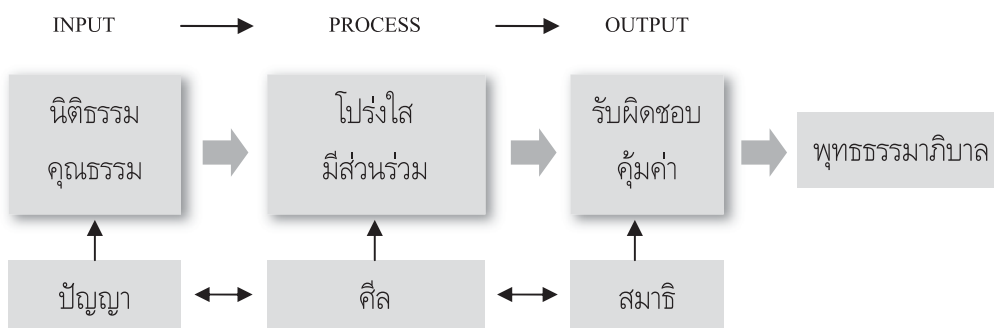 INPUT PROCESS OUTPUT
นิติธรรม โปร่งใส รับผิดชอบ
คุณธรรม มีส่วนร่วม คุ้มค่า
พุทธธรรมาภิบาล
ปัญญา ศีล สมาธิ